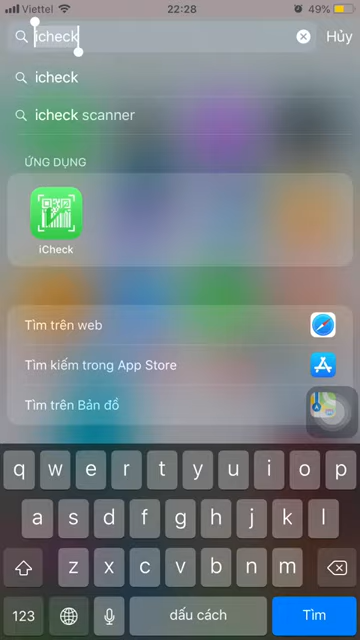 Viettel 22:28 49%
icheck Hủy
icheck
icheck scanner
ỨNG DỤNG
iCheck
Tìm trên web
Tìm kiếm trong App Store
Tìm trên Bản đồ
q w e r t y u i o p
a s d f g h j k l
z x c v b n m
123 dấu cách Tìm